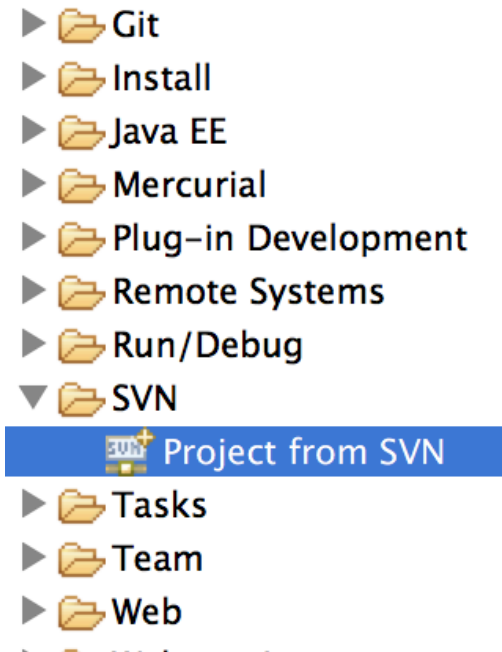 Git
Install
Java EE
Mercurial
Plug-in Development
Remote Systems
Run/Debug
SVN
SVN Project from SVN
Tasks
Team
Web